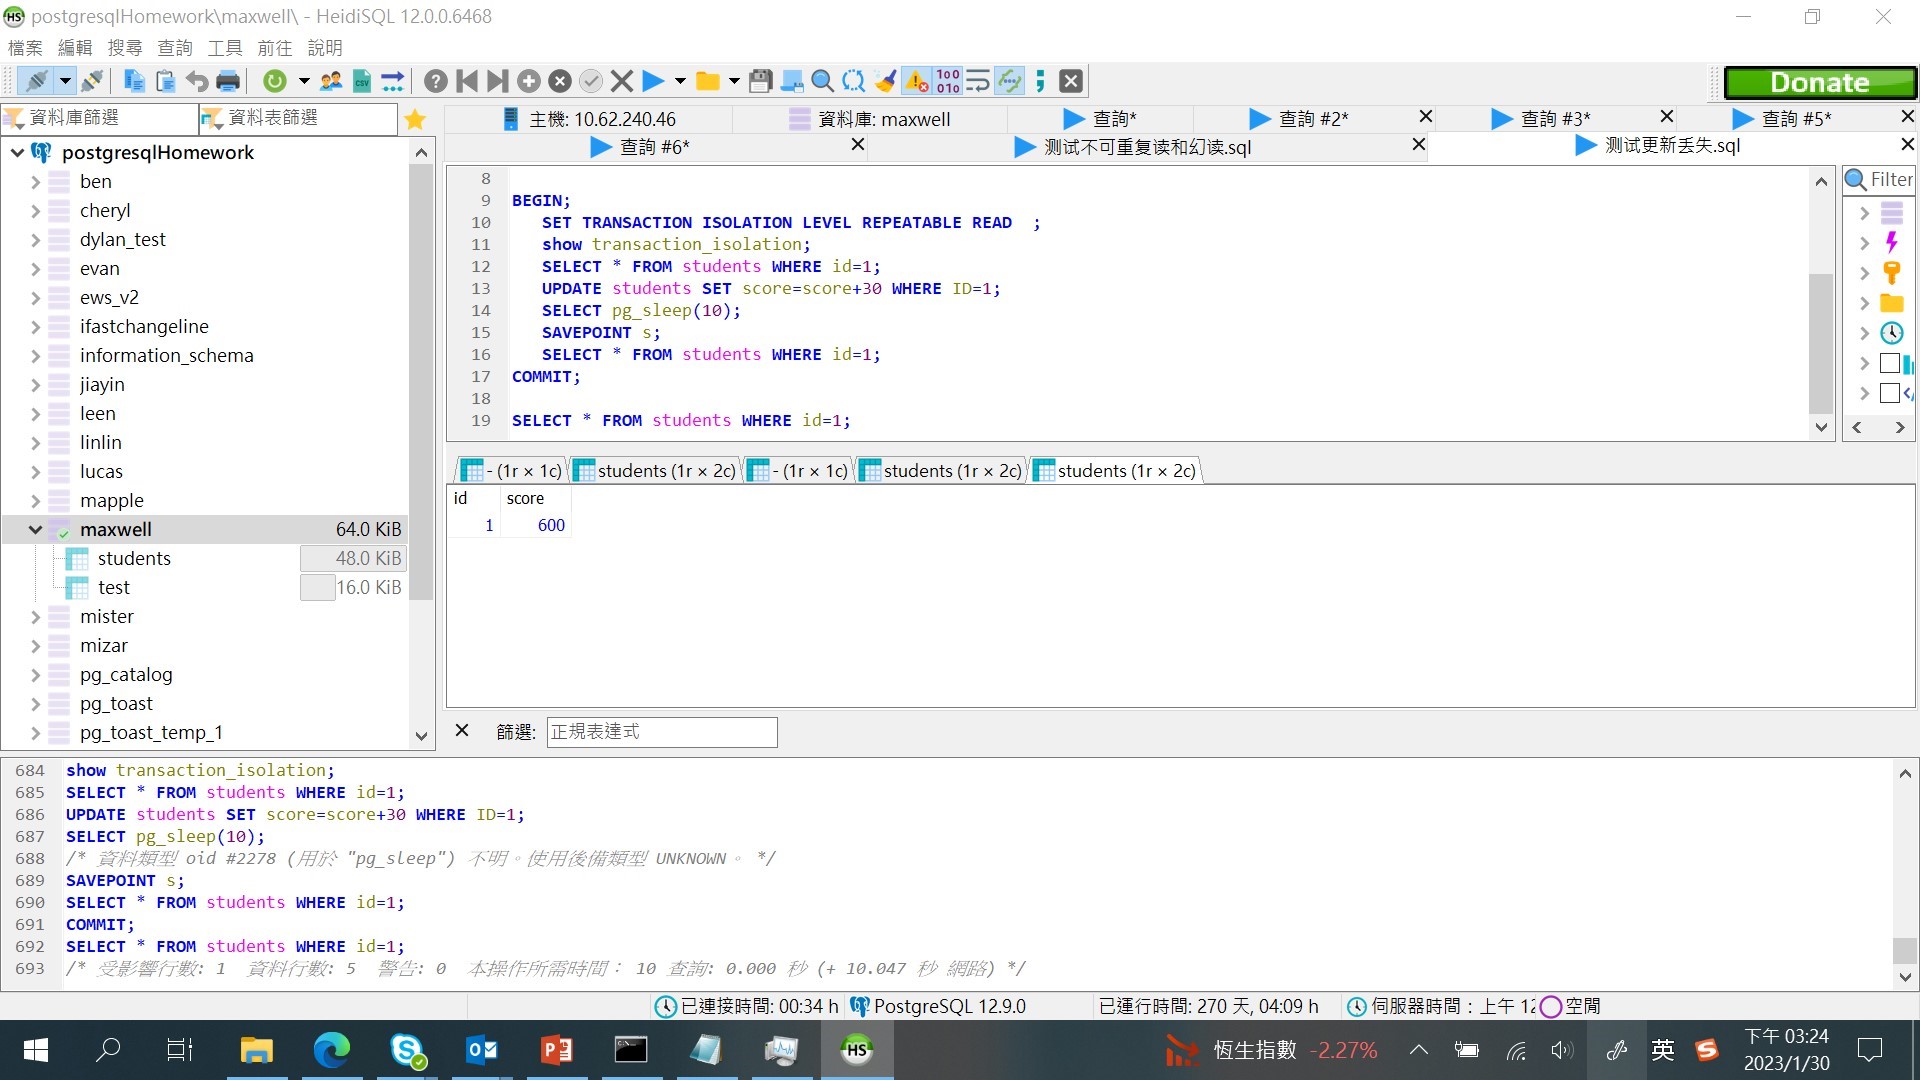 postgresqlHomework\maxwell\ - HeidiSQL 12.0.0.6468
檔案 編輯 搜尋 查詢 工具 前往 說明
Donate
資料庫篩選 資料表篩選
主機: 10.62.240.46 資料庫: maxwell 查詢* 查詢 #2* 查詢 #3* 查詢 #5*
查詢 #6* 测试不可重复读和幻读.sql 测试更新丢失.sql
postgresqlHomework
ben
cheryl
dylan_test
evan
ews_v2
ifastchangeline
information_schema
jiayin
leen
linlin
lucas
mapple
maxwell 64.0 KiB
students 48.0 KiB
test 16.0 KiB
mister
mizar
pg_catalog
pg_toast
pg_toast_temp_1
8
9 BEGIN;
10 SET TRANSACTION ISOLATION LEVEL REPEATABLE READ ;
11 show transaction_isolation;
12 SELECT * FROM students WHERE id=1;
13 UPDATE students SET score=score+30 WHERE ID=1;
14 SELECT pg_sleep(10);
15 SAVEPOINT s;
16 SELECT * FROM students WHERE id=1;
17 COMMIT;
18
19 SELECT * FROM students WHERE id=1;
Filter
- (1r × 1c) students (1r × 2c) - (1r × 1c) students (1r × 2c) students (1r × 2c)
id score
1 600
篩選: 正規表達式
684 show transaction_isolation;
685 SELECT * FROM students WHERE id=1;
686 UPDATE students SET score=score+30 WHERE ID=1;
687 SELECT pg_sleep(10);
688 /* 資料類型 oid #2278 (用於 "pg_sleep") 不明。使用後備類型 UNKNOWN。 */
689 SAVEPOINT s;
690 SELECT * FROM students WHERE id=1;
691 COMMIT;
692 SELECT * FROM students WHERE id=1;
693 /* 受影響行數: 1 資料行數: 5 警告: 0 本操作所需時間： 10 查詢: 0.000 秒 (+ 10.047 秒 網路) */
已連接時間: 00:34 h PostgreSQL 12.9.0 已運行時間: 270 天, 04:09 h 伺服器時間：上午 12 空閒
恆生指數 -2.27% 英 下午 03:24
2023/1/30